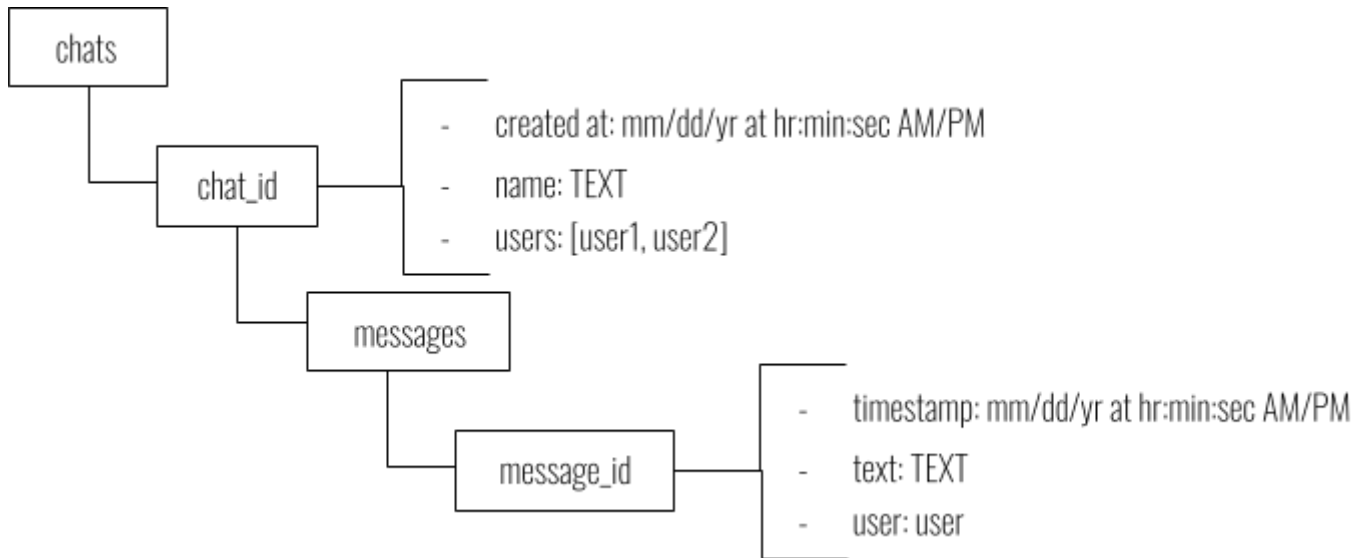 chats
- created at: mm/dd/yr at hr:min:sec AM/PM
chat_id
- name: TEXT
- users: [user1, user2]
messages
- timestamp: mm/dd/yr at hr:min:sec AM/PM
message_id
- text: TEXT
- user: user